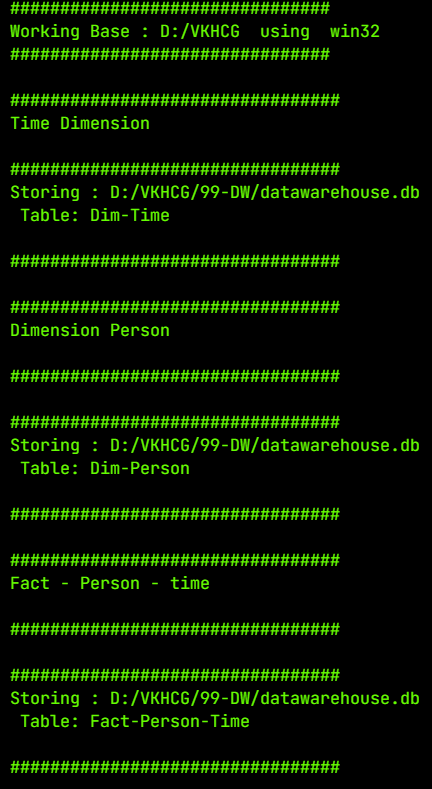 ################################
Working Base : D:/VKHCG  using  win32
################################
#################################
Time Dimension
#################################
Storing : D:/VKHCG/99-DW/datawarehouse.db
 Table: Dim-Time
#################################
#################################
Dimension Person
#################################
#################################
Storing : D:/VKHCG/99-DW/datawarehouse.db
 Table: Dim-Person
#################################
#################################
Fact - Person - time
#################################
#################################
Storing : D:/VKHCG/99-DW/datawarehouse.db
 Table: Fact-Person-Time
#################################